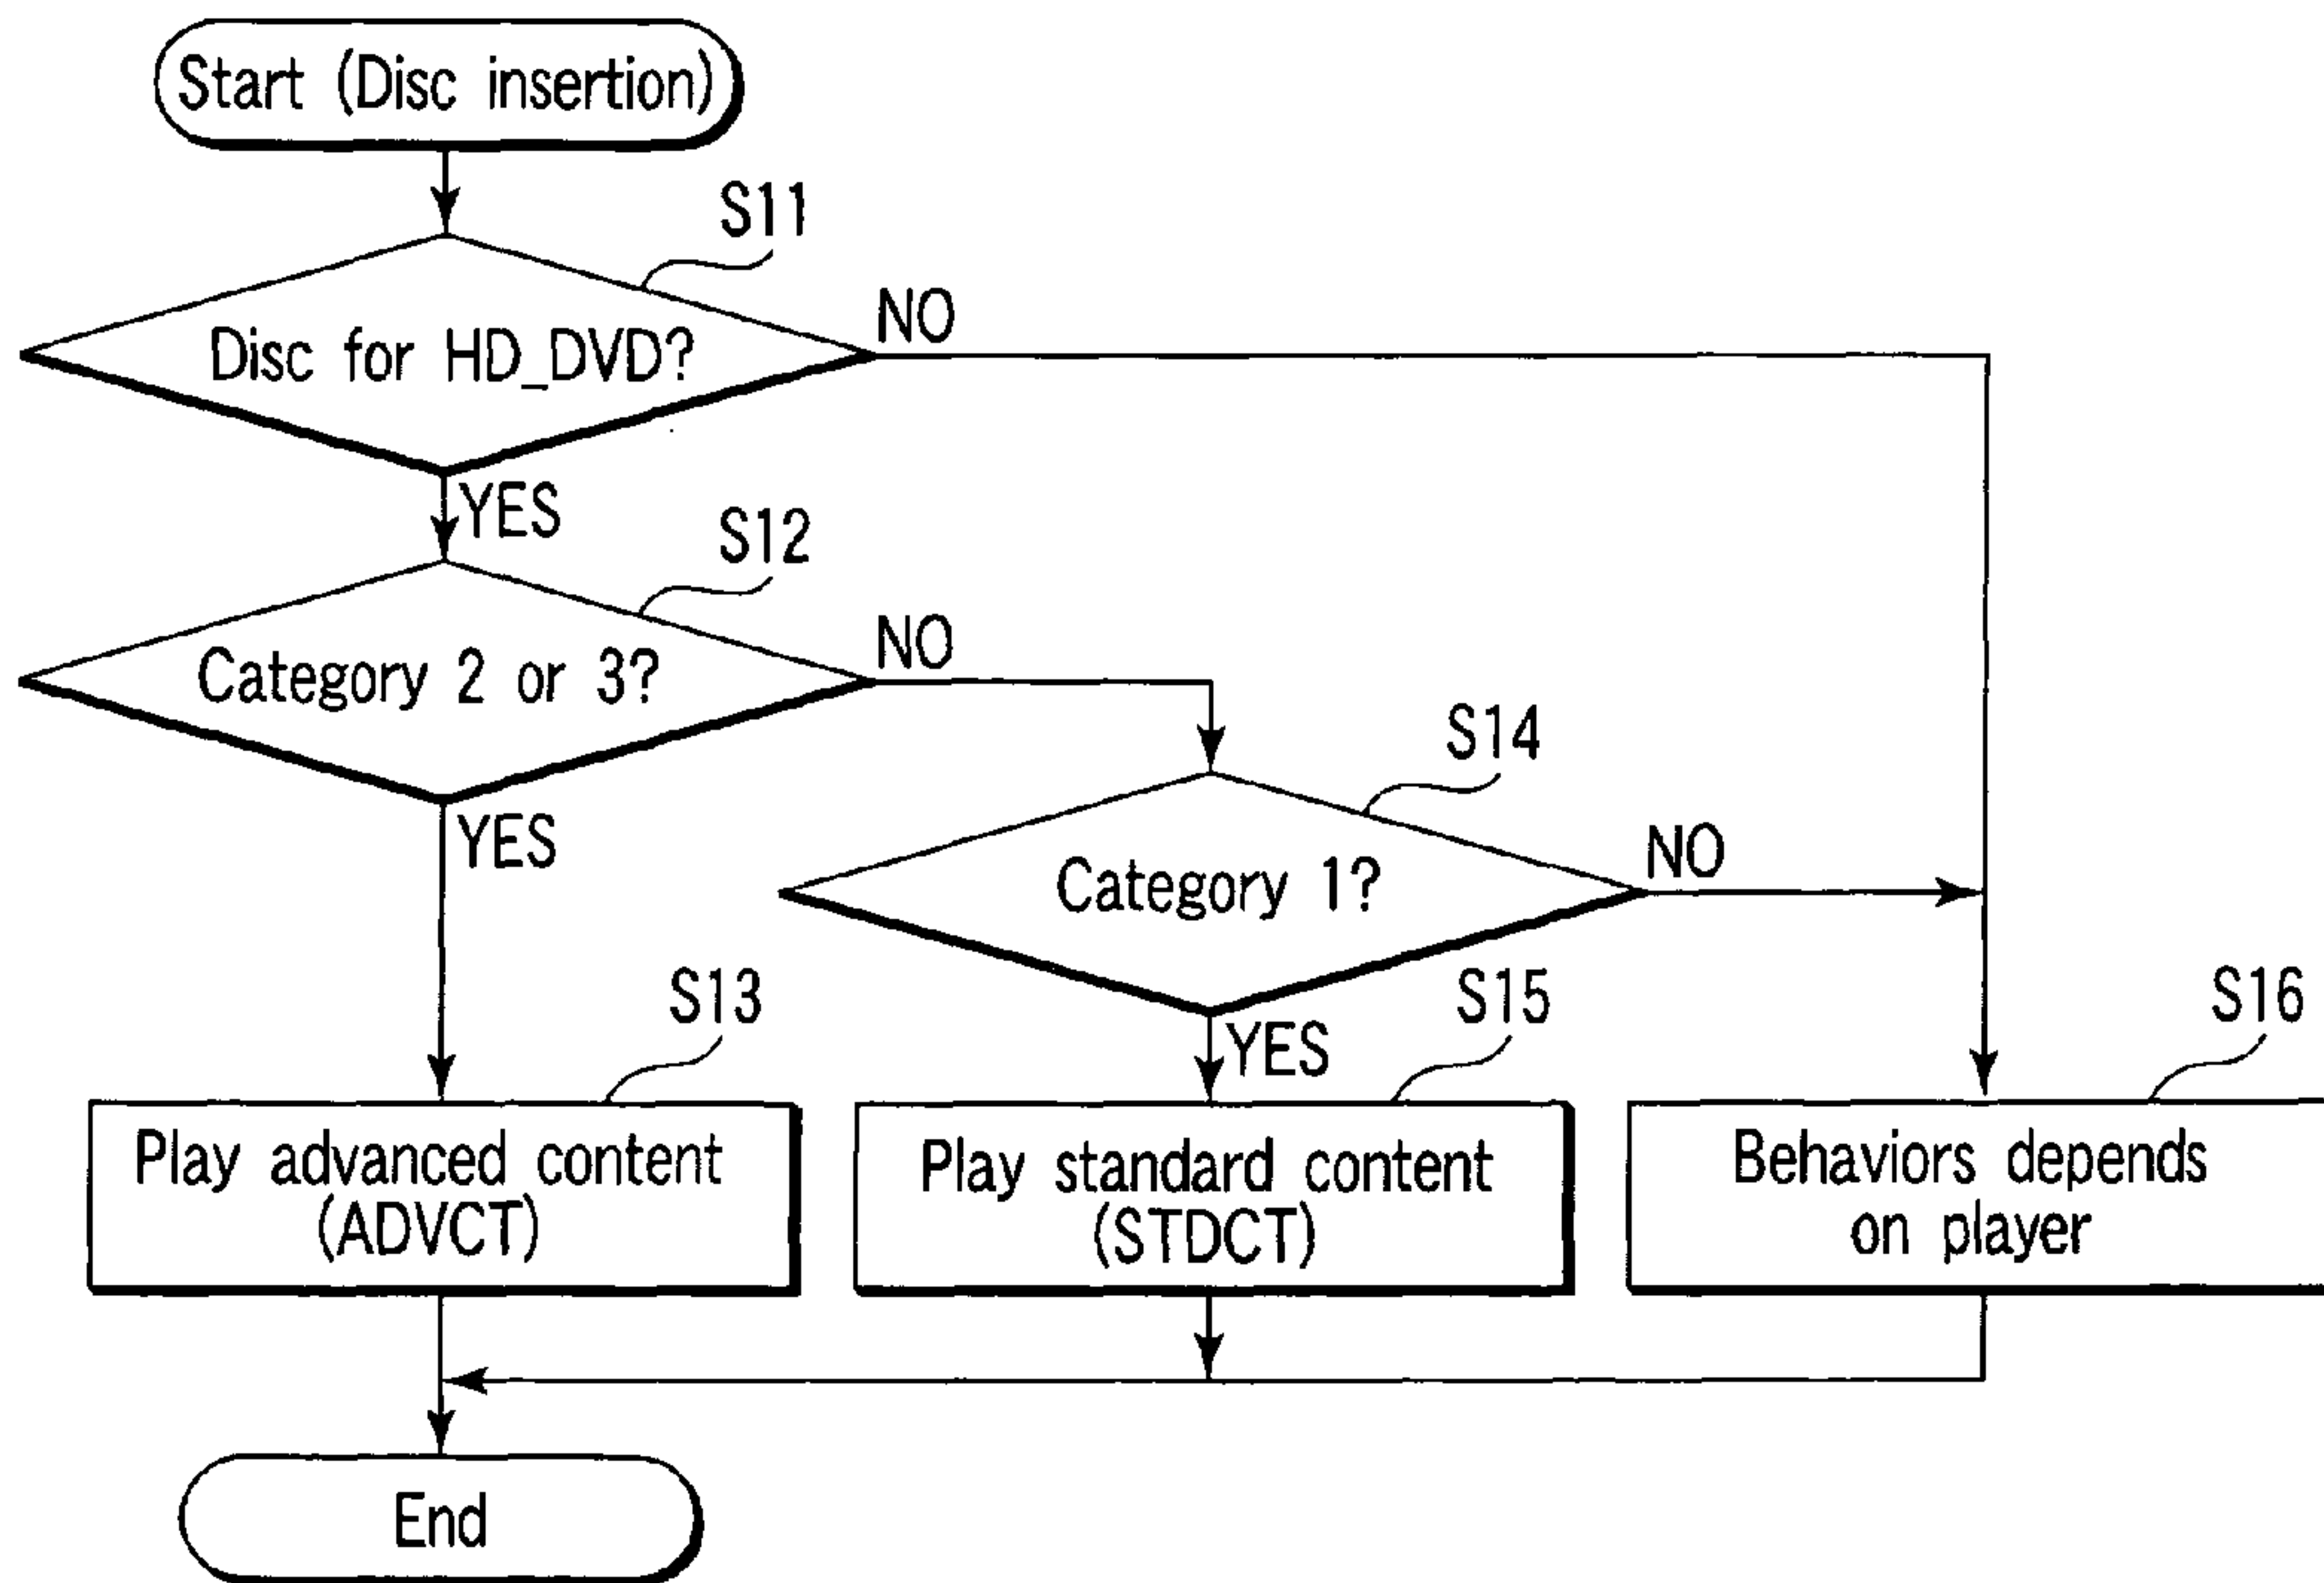 Start (Disc insertion)
S11
Disc for HD_DVD?
NO
YES
S12
Category 2 or 3?
NO
YES
S14
Category 1?
NO
YES
S13
Play advanced content
(ADVCT)
S15
Play standard content
(STDCT)
S16
Behaviors depends
on player
End